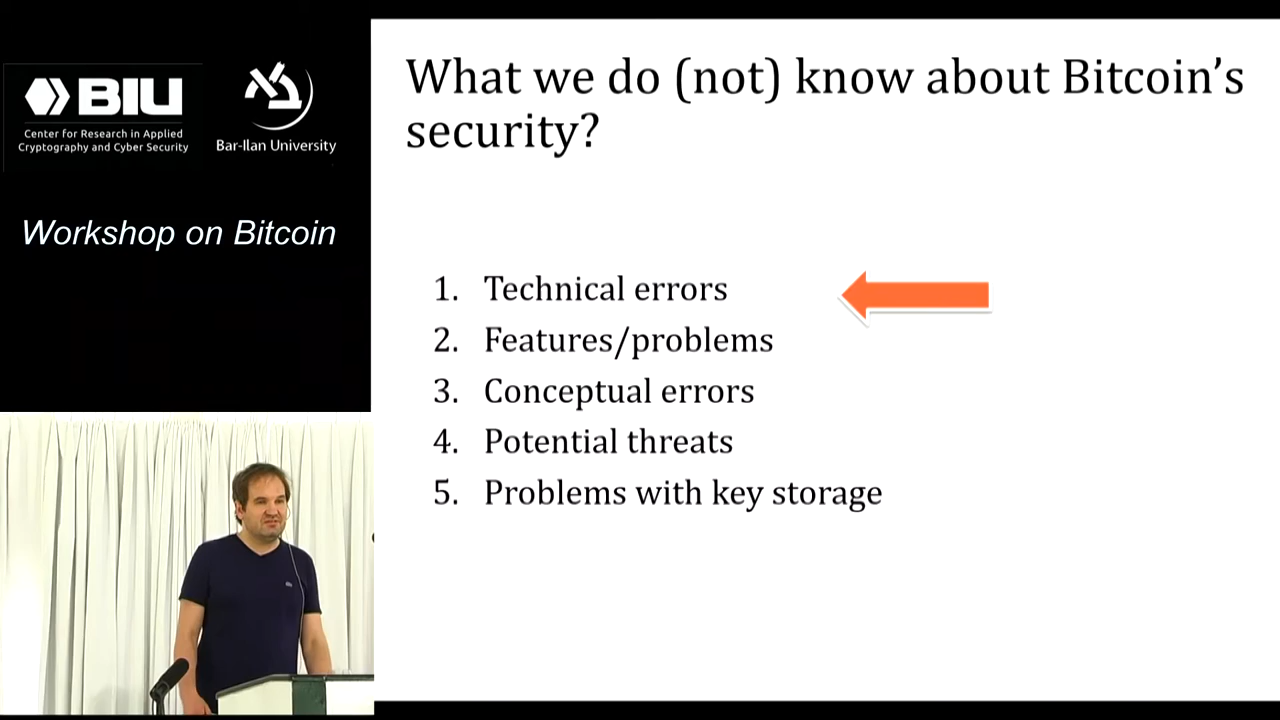 BIU
Center for Research in Applied
Cryptography and Cyber Security
Bar-Ilan University
Workshop on Bitcoin
What we do (not) know about Bitcoin's
security?
1. Technical errors
2. Features/problems
3. Conceptual errors
4. Potential threats
5. Problems with key storage